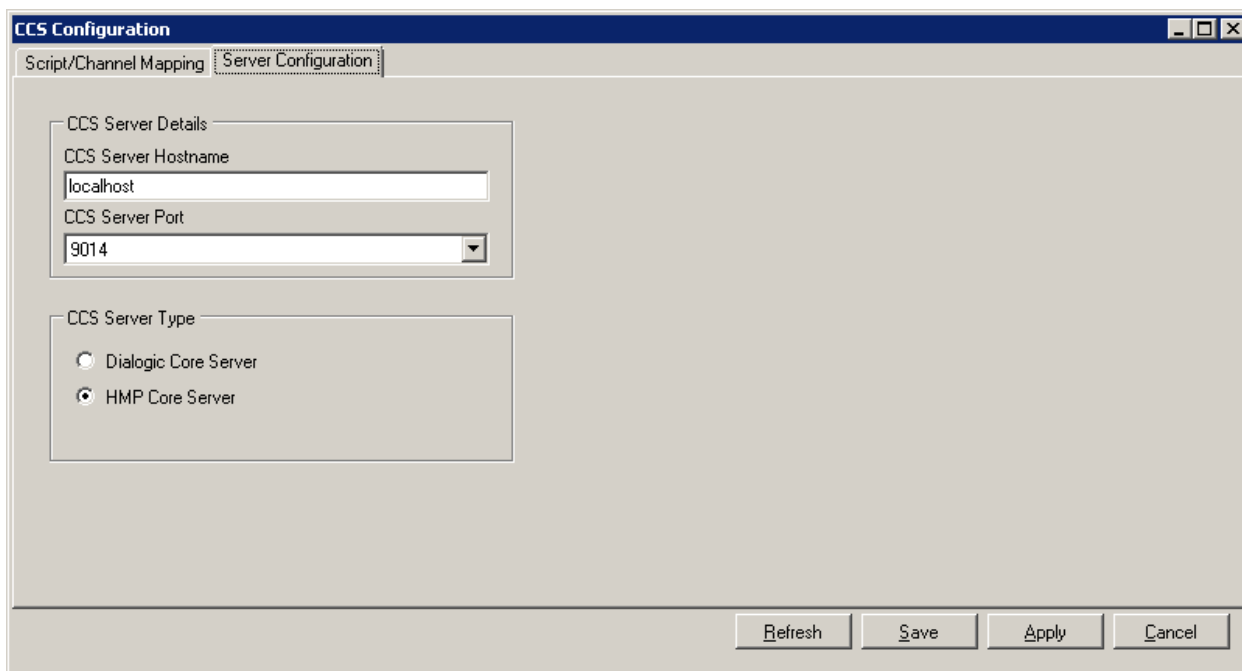 CCS Configuration
Script/Channel Mapping Server Configuration
CCS Server Details
CCS Server Hostname
localhost
CCS Server Port
9014
CCS Server Type
Dialogic Core Server
HMP Core Server
Refresh Save Apply Cancel